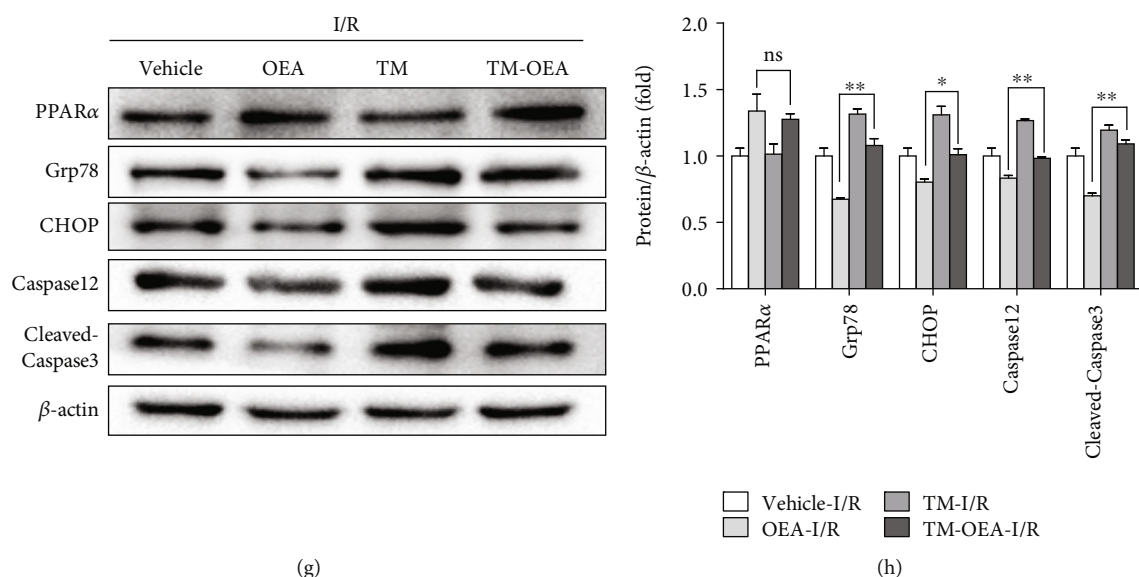 I/R
Vehicle OEA TM TM-OEA
PPARα
Grp78
CHOP
Caspase12
Cleaved-
Caspase3
β-actin
(g)
Protein/β-actin (fold)
2.0
1.5
1.0
0.5
0.0
ns
**
*
**
**
PPARα
Grp78
CHOP
Caspase12
Cleaved-Caspase3
Vehicle-I/R
TM-I/R
OEA-I/R
TM-OEA-I/R
(h)